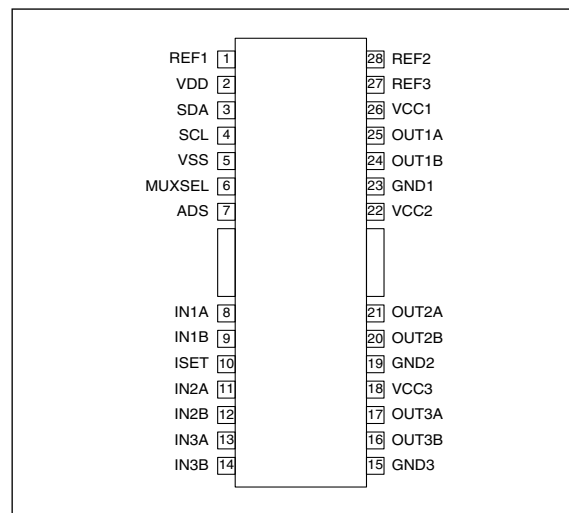 REF1 1 28 REF2
VDD 2 27 REF3
SDA 3 26 VCC1
SCL 4 25 OUT1A
VSS 5 24 OUT1B
MUXSEL 6 23 GND1
ADS 7 22 VCC2
IN1A 8 21 OUT2A
IN1B 9 20 OUT2B
ISET 10 19 GND2
IN2A 11 18 VCC3
IN2B 12 17 OUT3A
IN3A 13 16 OUT3B
IN3B 14 15 GND3